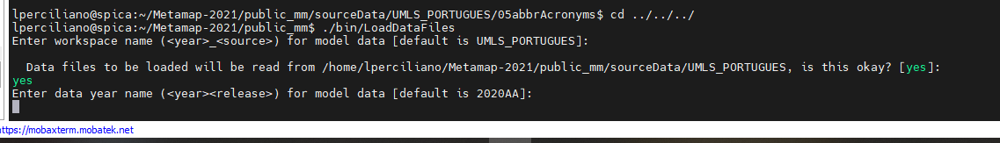 lperciliano@spica:~/Metamap-2021/public_mm/sourceData/UMLS_PORTUGUES/05abbrAcronyms$ cd ../../../
lperciliano@spica:~/Metamap-2021/public_mm$ ./bin/LoadDataFiles
Enter workspace name (<year>_<source>) for model data [default is UMLS_PORTUGUES]:
Data files to be loaded will be read from /home/lperciliano/Metamap-2021/public_mm/sourceData/UMLS_PORTUGUES, is this okay? [yes]:
yes
Enter data year name (<year><release>) for model data [default is 2020AA]:
https://mobaxterm.mobatek.net